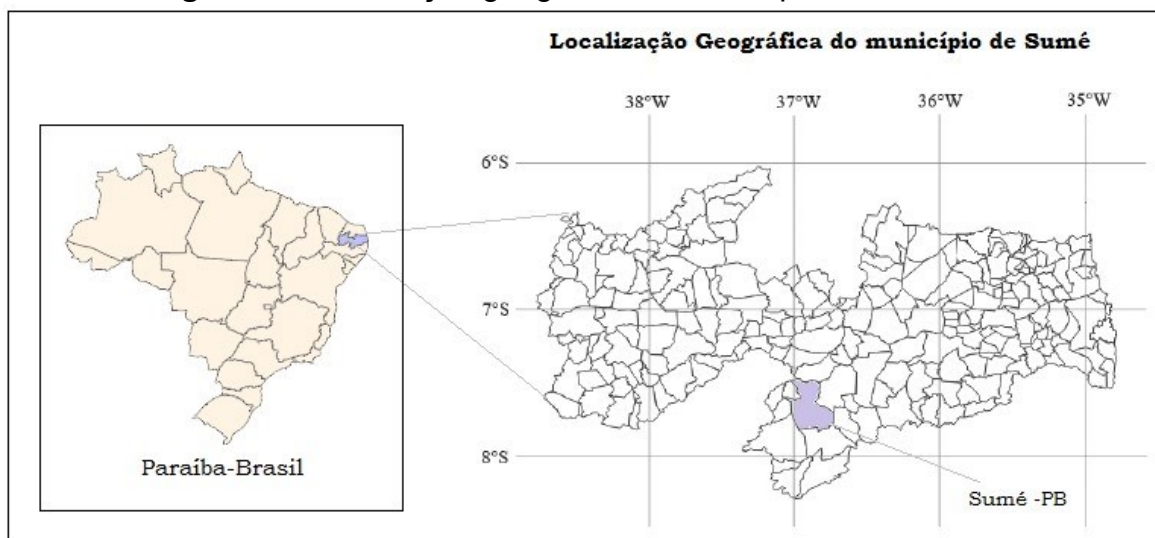 Localização Geográfica do município de Sumé
38°W 37°W 36°W 35°W
6°S
7°S
8°S
Paraíba-Brasil
Sumé -PB